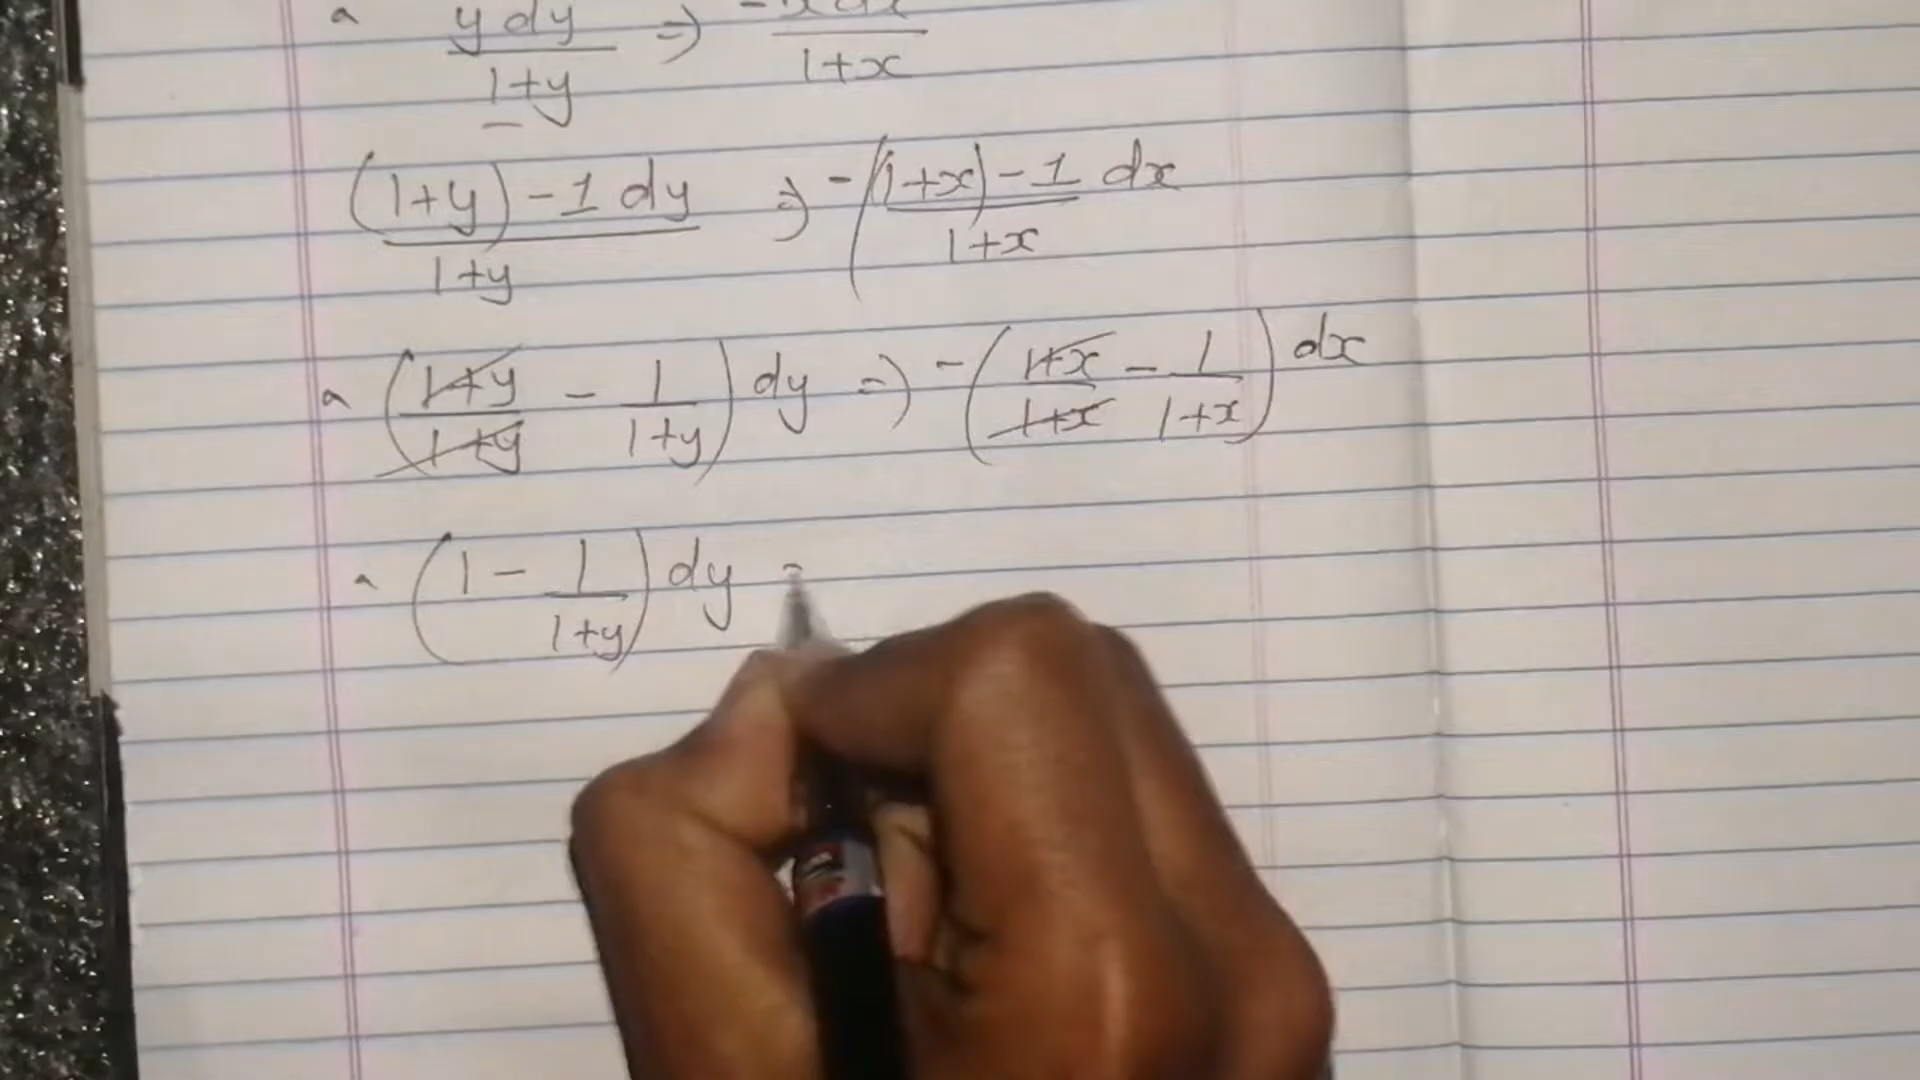 y dy / 1+y ⇒ -x dx / 1+x
(1+y) - 1 dy / 1+y ⇒ -((1+x) - 1 / 1+x dx
(1+y / 1+y - 1 / 1+y) dy ⇒ -(1+x / 1+x - 1 / 1+x) dx
(1 - 1 / 1+y) dy =